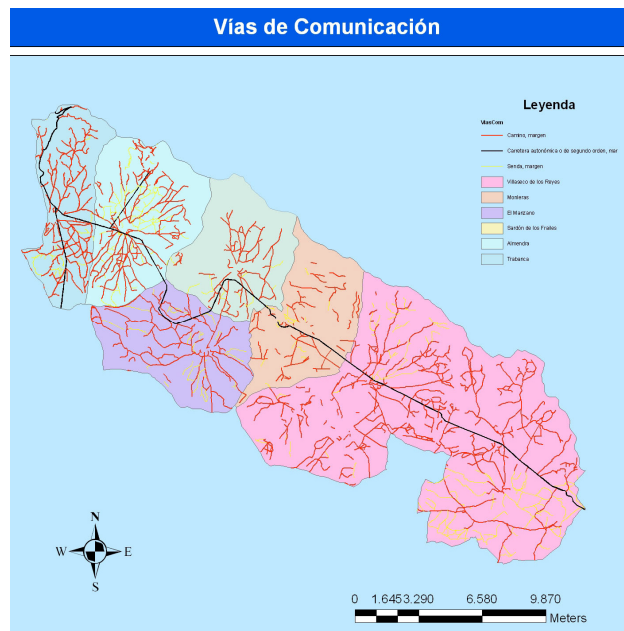 Vías de Comunicación
Leyenda
ViasCom
Camino, margen
Carretera autonómica o de segundo orden, mar
Senda, margen
Villaseco de los Reyes
Monleras
El Manzano
Sardón de los Frailes
Almendra
Trabanca
N
W E
S
0 1.645 3.290 6.580 9.870
Meters